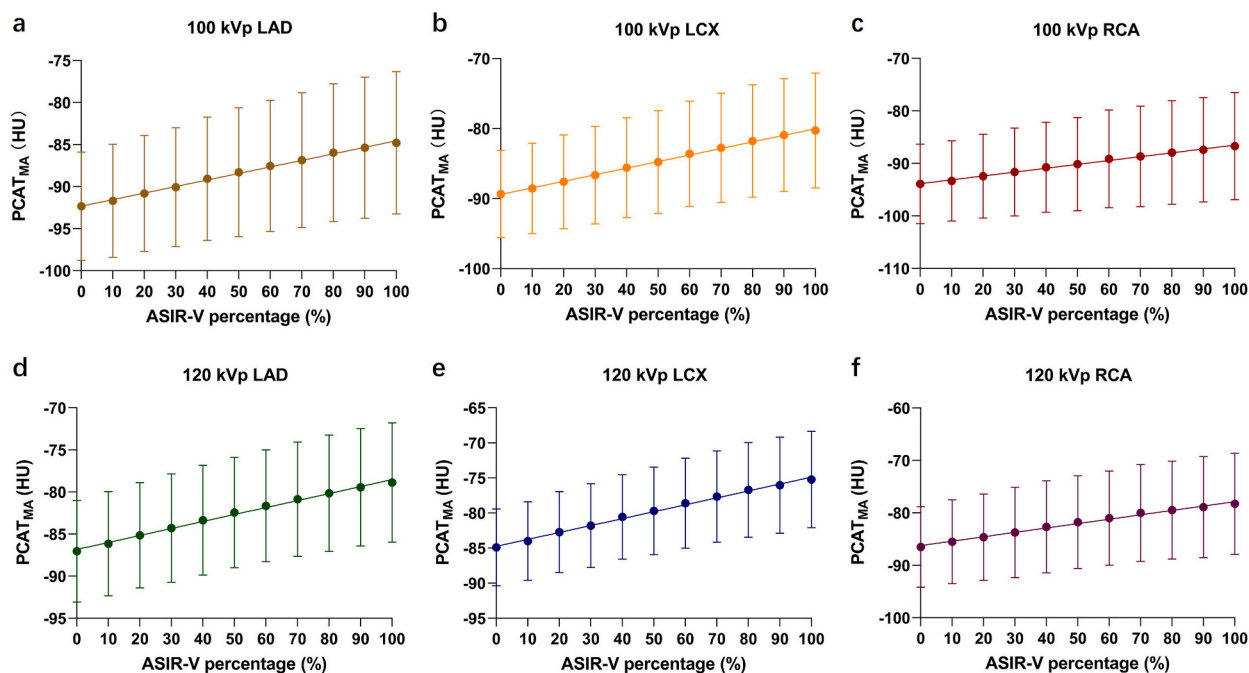 a
100 kVp LAD
PCAT_MA (HU)
-75
-80
-85
-90
-95
-100
0 10 20 30 40 50 60 70 80 90 100
ASIR-V percentage (%)
b
100 kVp LCX
PCAT_MA (HU)
-70
-80
-90
-100
0 10 20 30 40 50 60 70 80 90 100
ASIR-V percentage (%)
c
100 kVp RCA
PCAT_MA (HU)
-70
-80
-90
-100
-110
0 10 20 30 40 50 60 70 80 90 100
ASIR-V percentage (%)
d
120 kVp LAD
PCAT_MA (HU)
-70
-75
-80
-85
-90
-95
0 10 20 30 40 50 60 70 80 90 100
ASIR-V percentage (%)
e
120 kVp LCX
PCAT_MA (HU)
-65
-70
-75
-80
-85
-90
-95
0 10 20 30 40 50 60 70 80 90 100
ASIR-V percentage (%)
f
120 kVp RCA
PCAT_MA (HU)
-60
-70
-80
-90
-100
0 10 20 30 40 50 60 70 80 90 100
ASIR-V percentage (%)